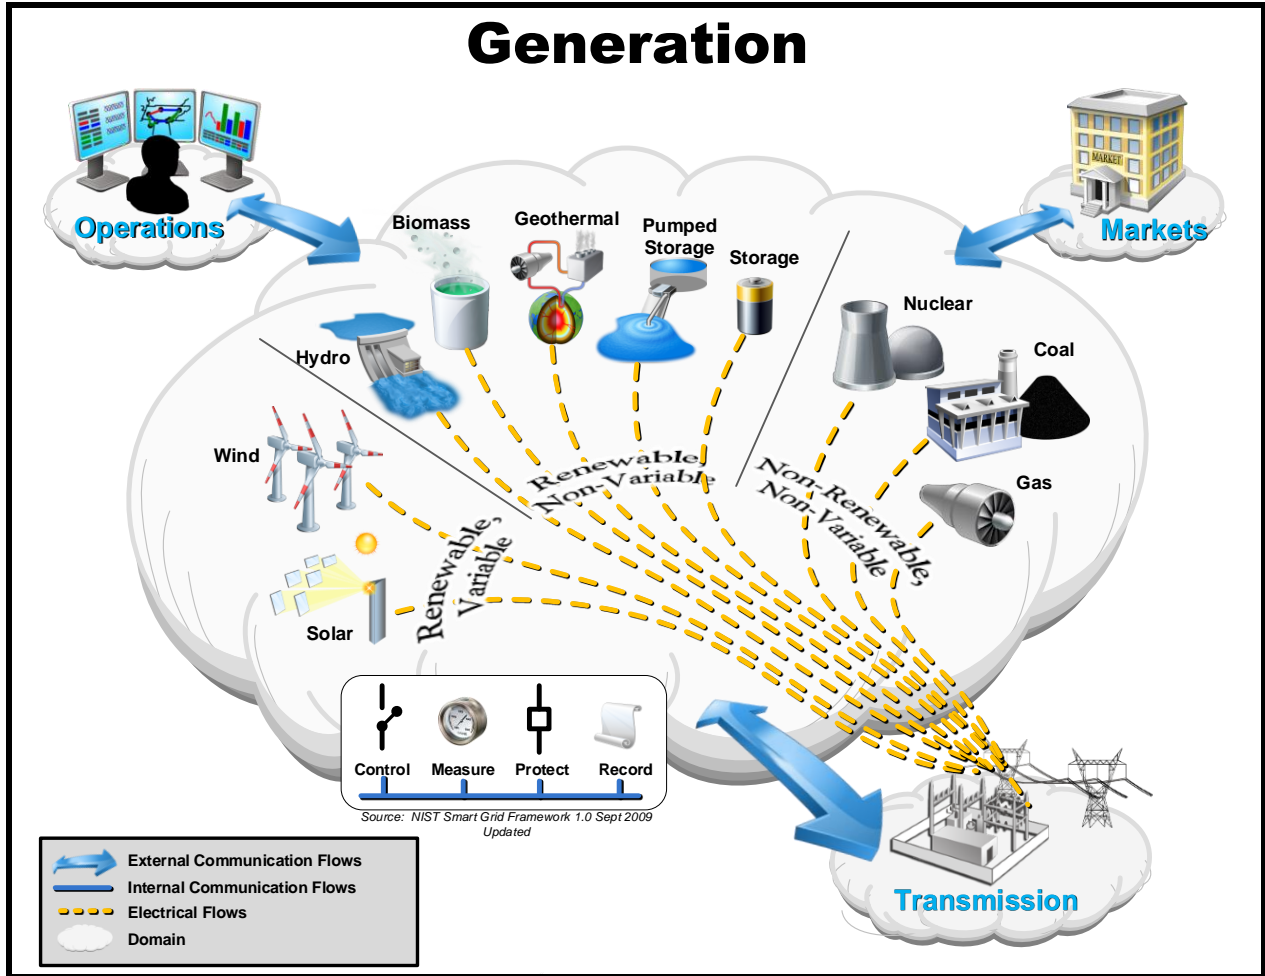 Generation
Operations
MARKET
Markets
Biomass
Geothermal
Pumped
Storage
Storage
Hydro
Nuclear
Coal
Gas
Wind
Solar
Renewable,
Variable
Renewable,
Non-Variable
Non-Renewable,
Non-Variable
Control
Measure
Protect
Record
Source: NIST Smart Grid Framework 1.0 Sept 2009
Updated
Transmission
External Communication Flows
Internal Communication Flows
Electrical Flows
Domain